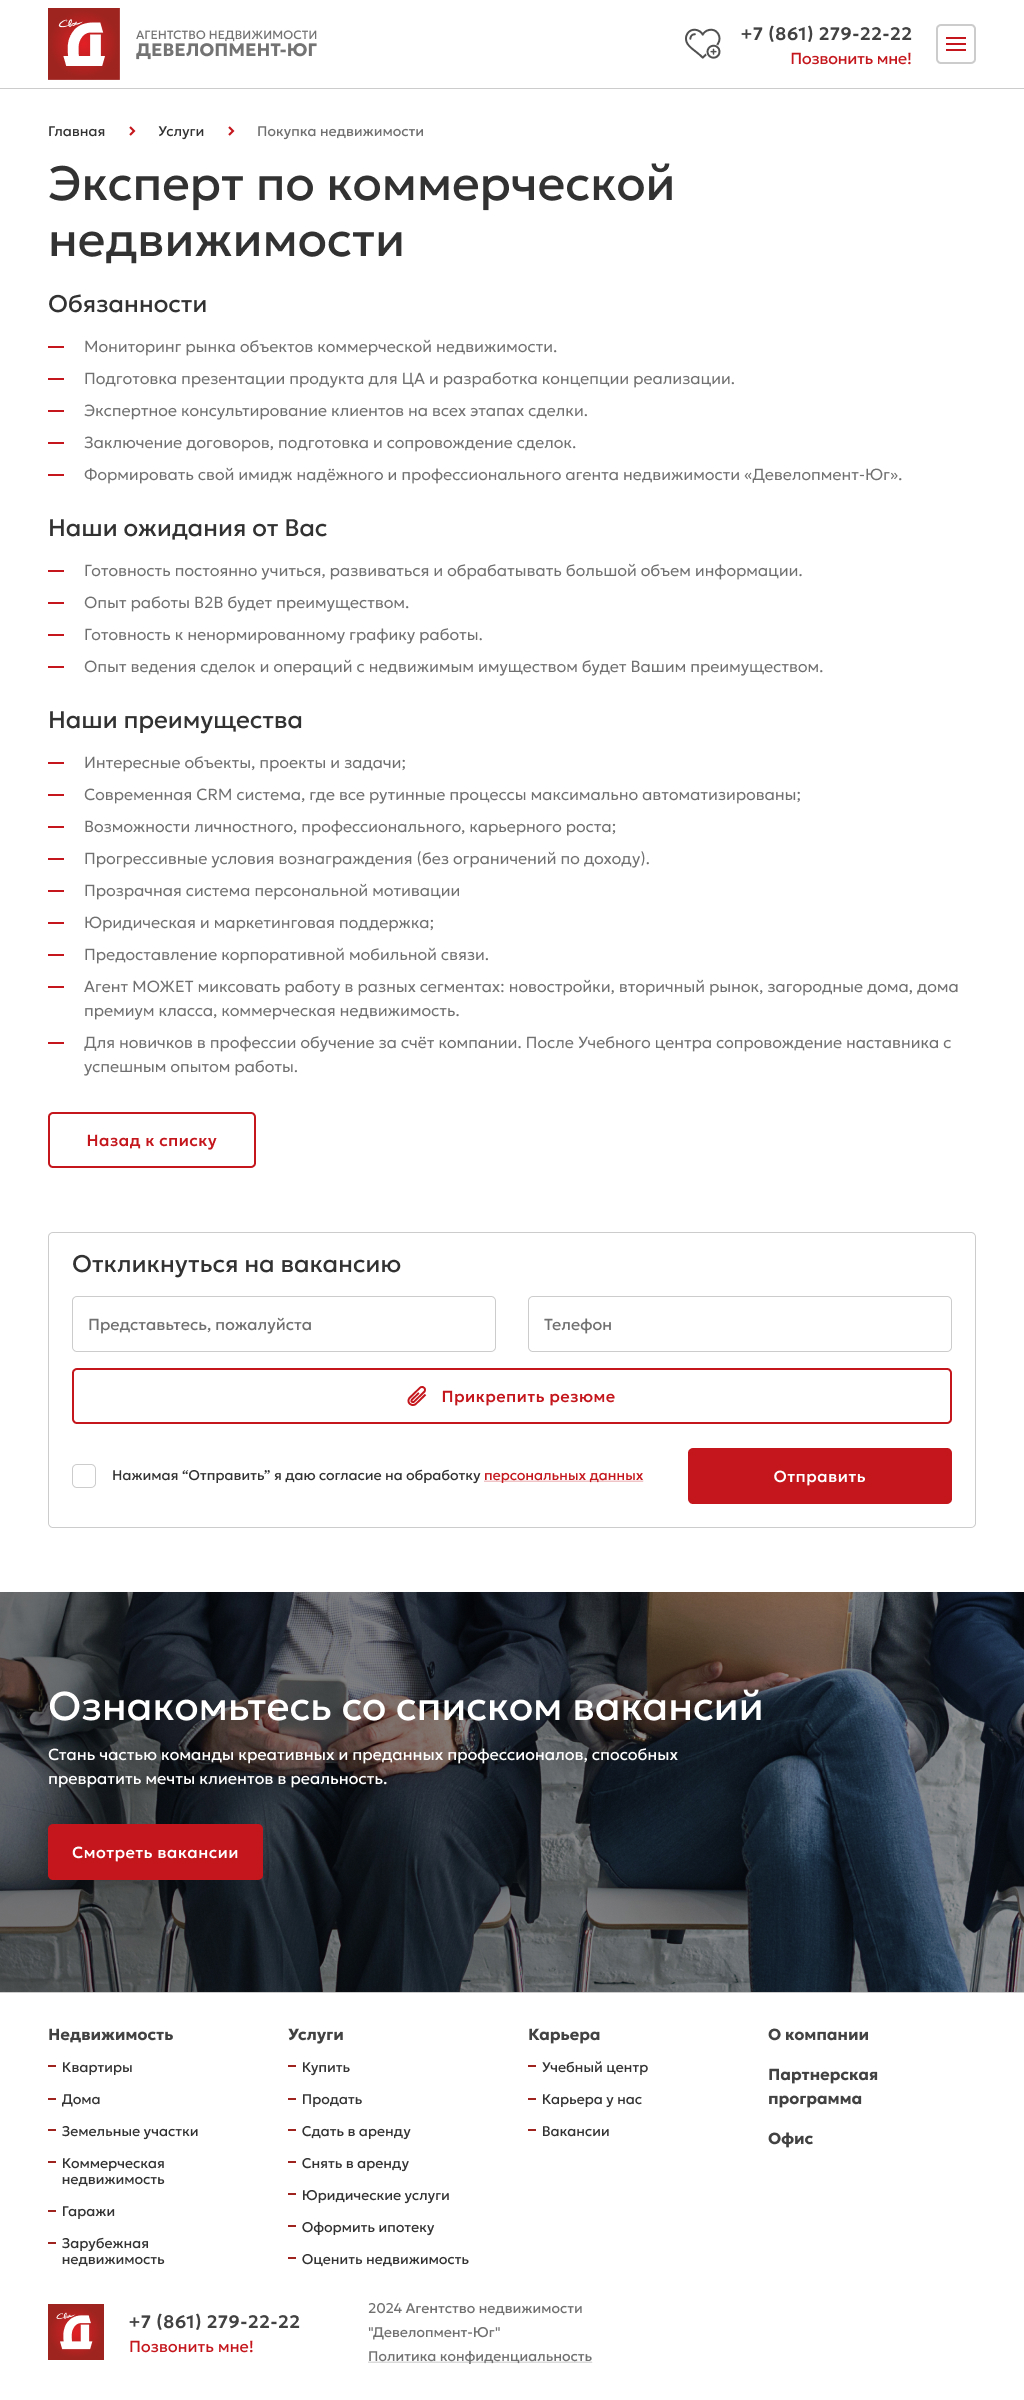 АГЕНТСТВО НЕДВИЖИМОСТИ
ДЕВЕЛОПМЕНТ-ЮГ
+7 (861) 279-22-22
Позвонить мне!
Главная
Услуги
Покупка недвижимости
Эксперт по коммерческой
недвижимости
Обязанности
Мониторинг рынка объектов коммерческой недвижимости.
Подготовка презентации продукта для ЦА и разработка концепции реализации.
Экспертное консультирование клиентов на всех этапах сделки.
Заключение договоров, подготовка и сопровождение сделок.
Формировать свой имидж надёжного и профессионального агента недвижимости «Девелопмент-Юг».
Наши ожидания от Вас
Готовность постоянно учиться, развиваться и обрабатывать большой объем информации.
Опыт работы B2B будет преимуществом.
Готовность к ненормированному графику работы.
Опыт ведения сделок и операций с недвижимым имуществом будет Вашим преимуществом.
Наши преимущества
Интересные объекты, проекты и задачи;
Современная CRM система, где все рутинные процессы максимально автоматизированы;
Возможности личностного, профессионального, карьерного роста;
Прогрессивные условия вознаграждения (без ограничений по доходу).
Прозрачная система персональной мотивации
Юридическая и маркетинговая поддержка;
Предоставление корпоративной мобильной связи.
Агент МОЖЕТ миксовать работу в разных сегментах: новостройки, вторичный рынок, загородные дома, дома
премиум класса, коммерческая недвижимость.
Для новичков в профессии обучение за счёт компании. После Учебного центра сопровождение наставника с
успешным опытом работы.
Назад к списку
Откликнуться на вакансию
Представьтесь, пожалуйста
Телефон
Прикрепить резюме
Нажимая “Отправить” я даю согласие на обработку персональных данных
Отправить
Ознакомьтесь со списком вакансий
Стань частью команды креативных и преданных профессионалов, способных
превратить мечты клиентов в реальность.
Смотреть вакансии
Недвижимость
Квартиры
Дома
Земельные участки
Коммерческая
недвижимость
Гаражи
Зарубежная
недвижимость
Услуги
Купить
Продать
Сдать в аренду
Снять в аренду
Юридические услуги
Оформить ипотеку
Оценить недвижимость
Карьера
Учебный центр
Карьера у нас
Вакансии
О компании
Партнерская
программа
Офис
+7 (861) 279-22-22
Позвонить мне!
2024 Агентство недвижимости
"Девелопмент-Юг"
Политика конфиденциальность